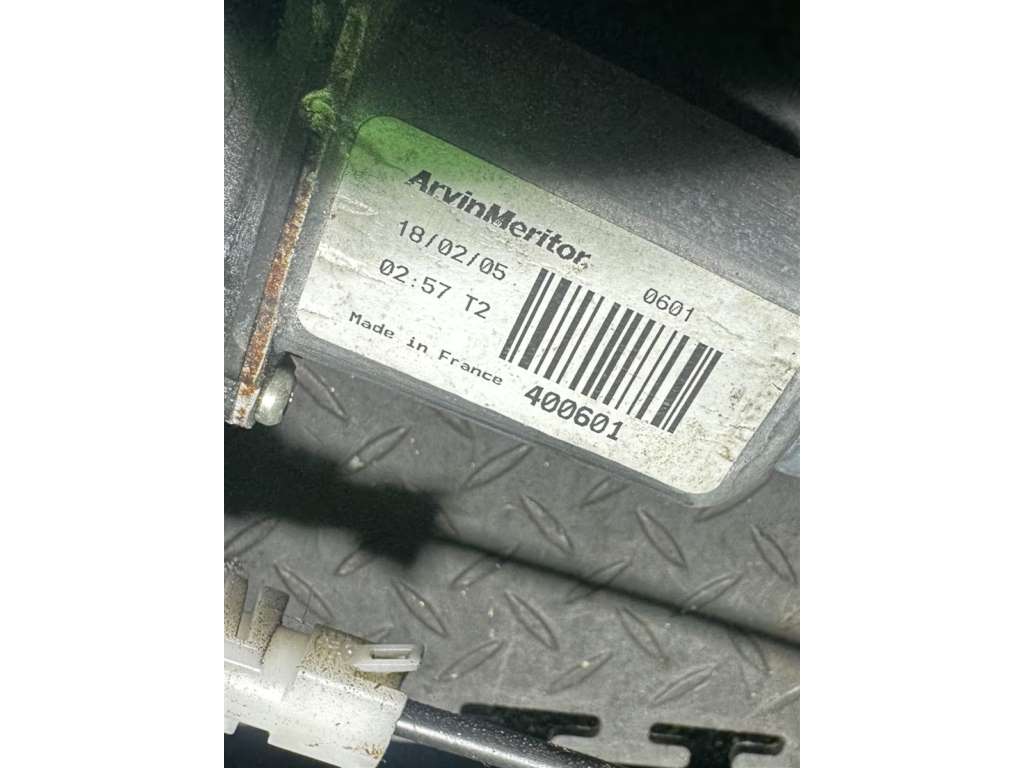 ArvinMeritor
18/02/05
0601
02:57 T2
Made in France
400601